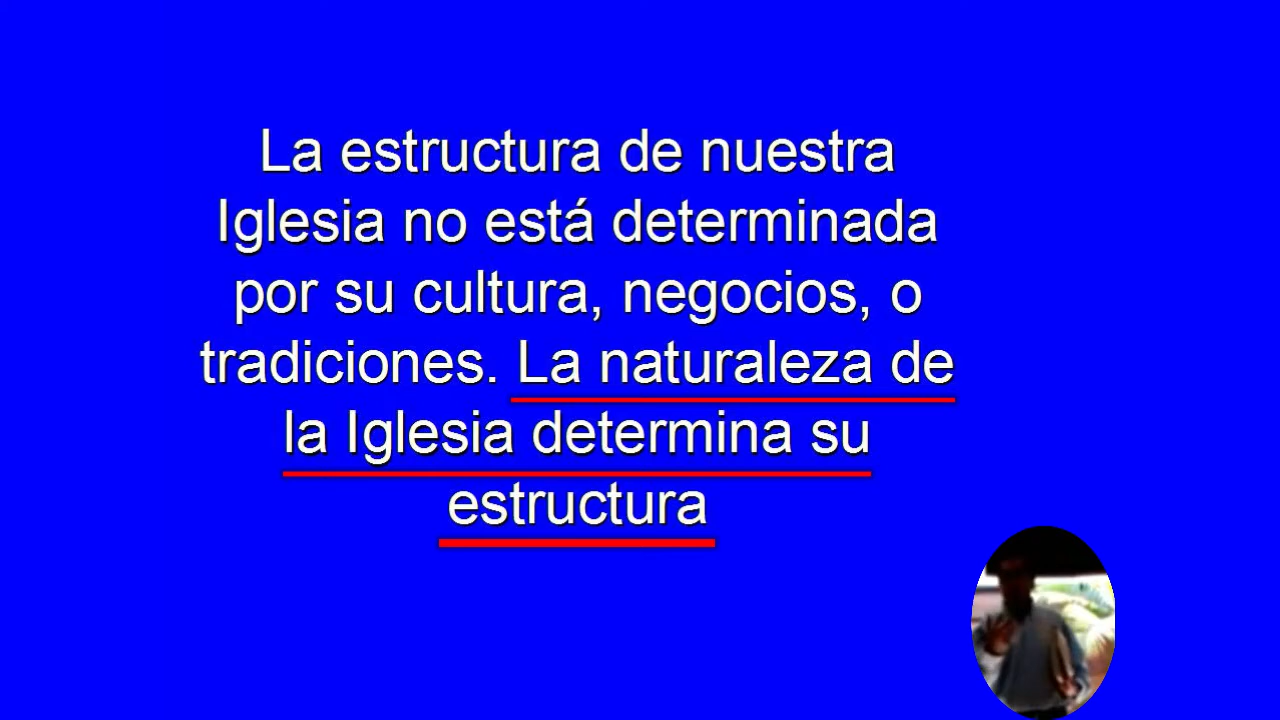 La estructura de nuestra
Iglesia no está determinada
por su cultura, negocios, o
tradiciones. La naturaleza de
la Iglesia determina su
estructura